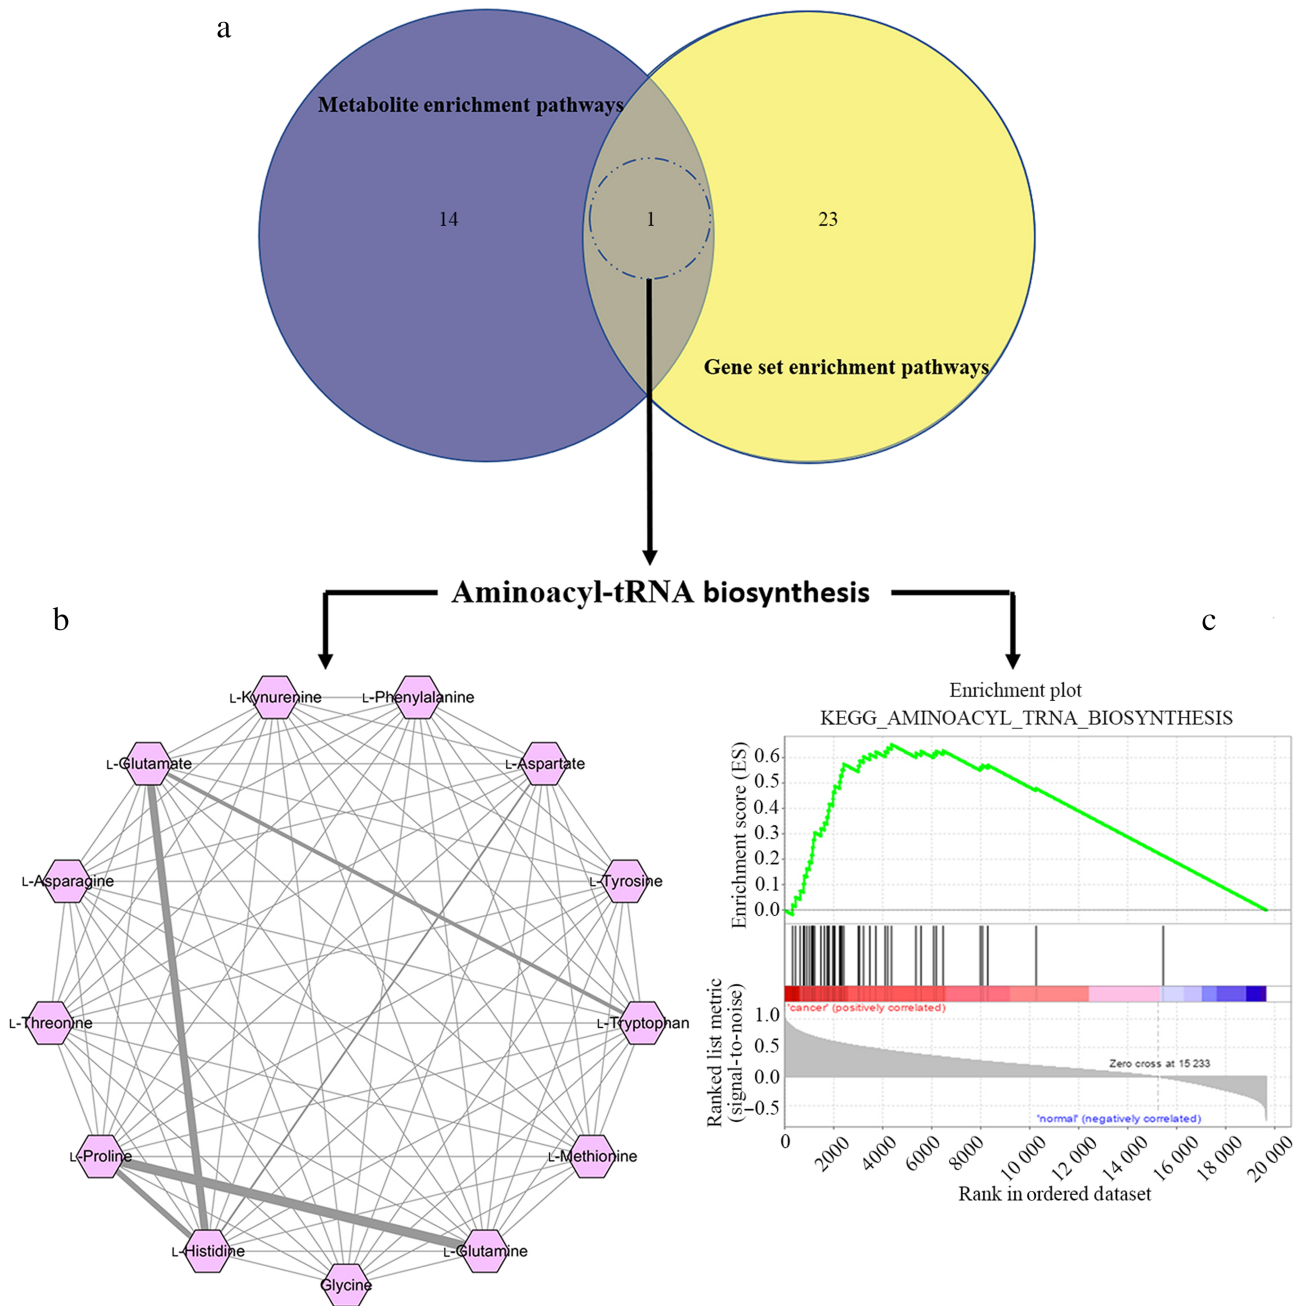 a
Metabolite enrichment pathways
14
1
23
Gene set enrichment pathways
Aminoacyl-tRNA biosynthesis
b
L-Kynurenine
L-Phenylalanine
L-Glutamate
L-Aspartate
L-Asparagine
L-Tyrosine
L-Threonine
L-Tryptophan
L-Proline
L-Methionine
L-Histidine
L-Glutamine
Glycine
c
Enrichment plot
KEGG_AMINOACYL_TRNA_BIOSYNTHESIS
Enrichment score (ES)
0.6
0.5
0.4
0.3
0.2
0.1
0.0
'cancer' (positively correlated)
Ranked list metric
(signal-to-noise)
1.0
0.5
0.0
−0.5
Zero cross at 15 233
'normal' (negatively correlated)
0
2000
4000
6000
8000
10 000
12 000
14 000
16 000
18 000
20 000
Rank in ordered dataset